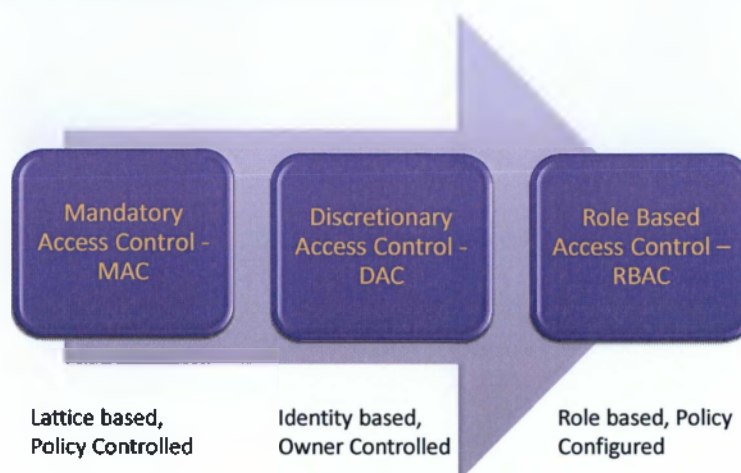 Mandatory
Access Control -
MAC
Discretionary
Access Control -
DAC
Role Based
Access Control –
RBAC
Lattice based,
Policy Controlled
Identity based,
Owner Controlled
Role based, Policy
Configured